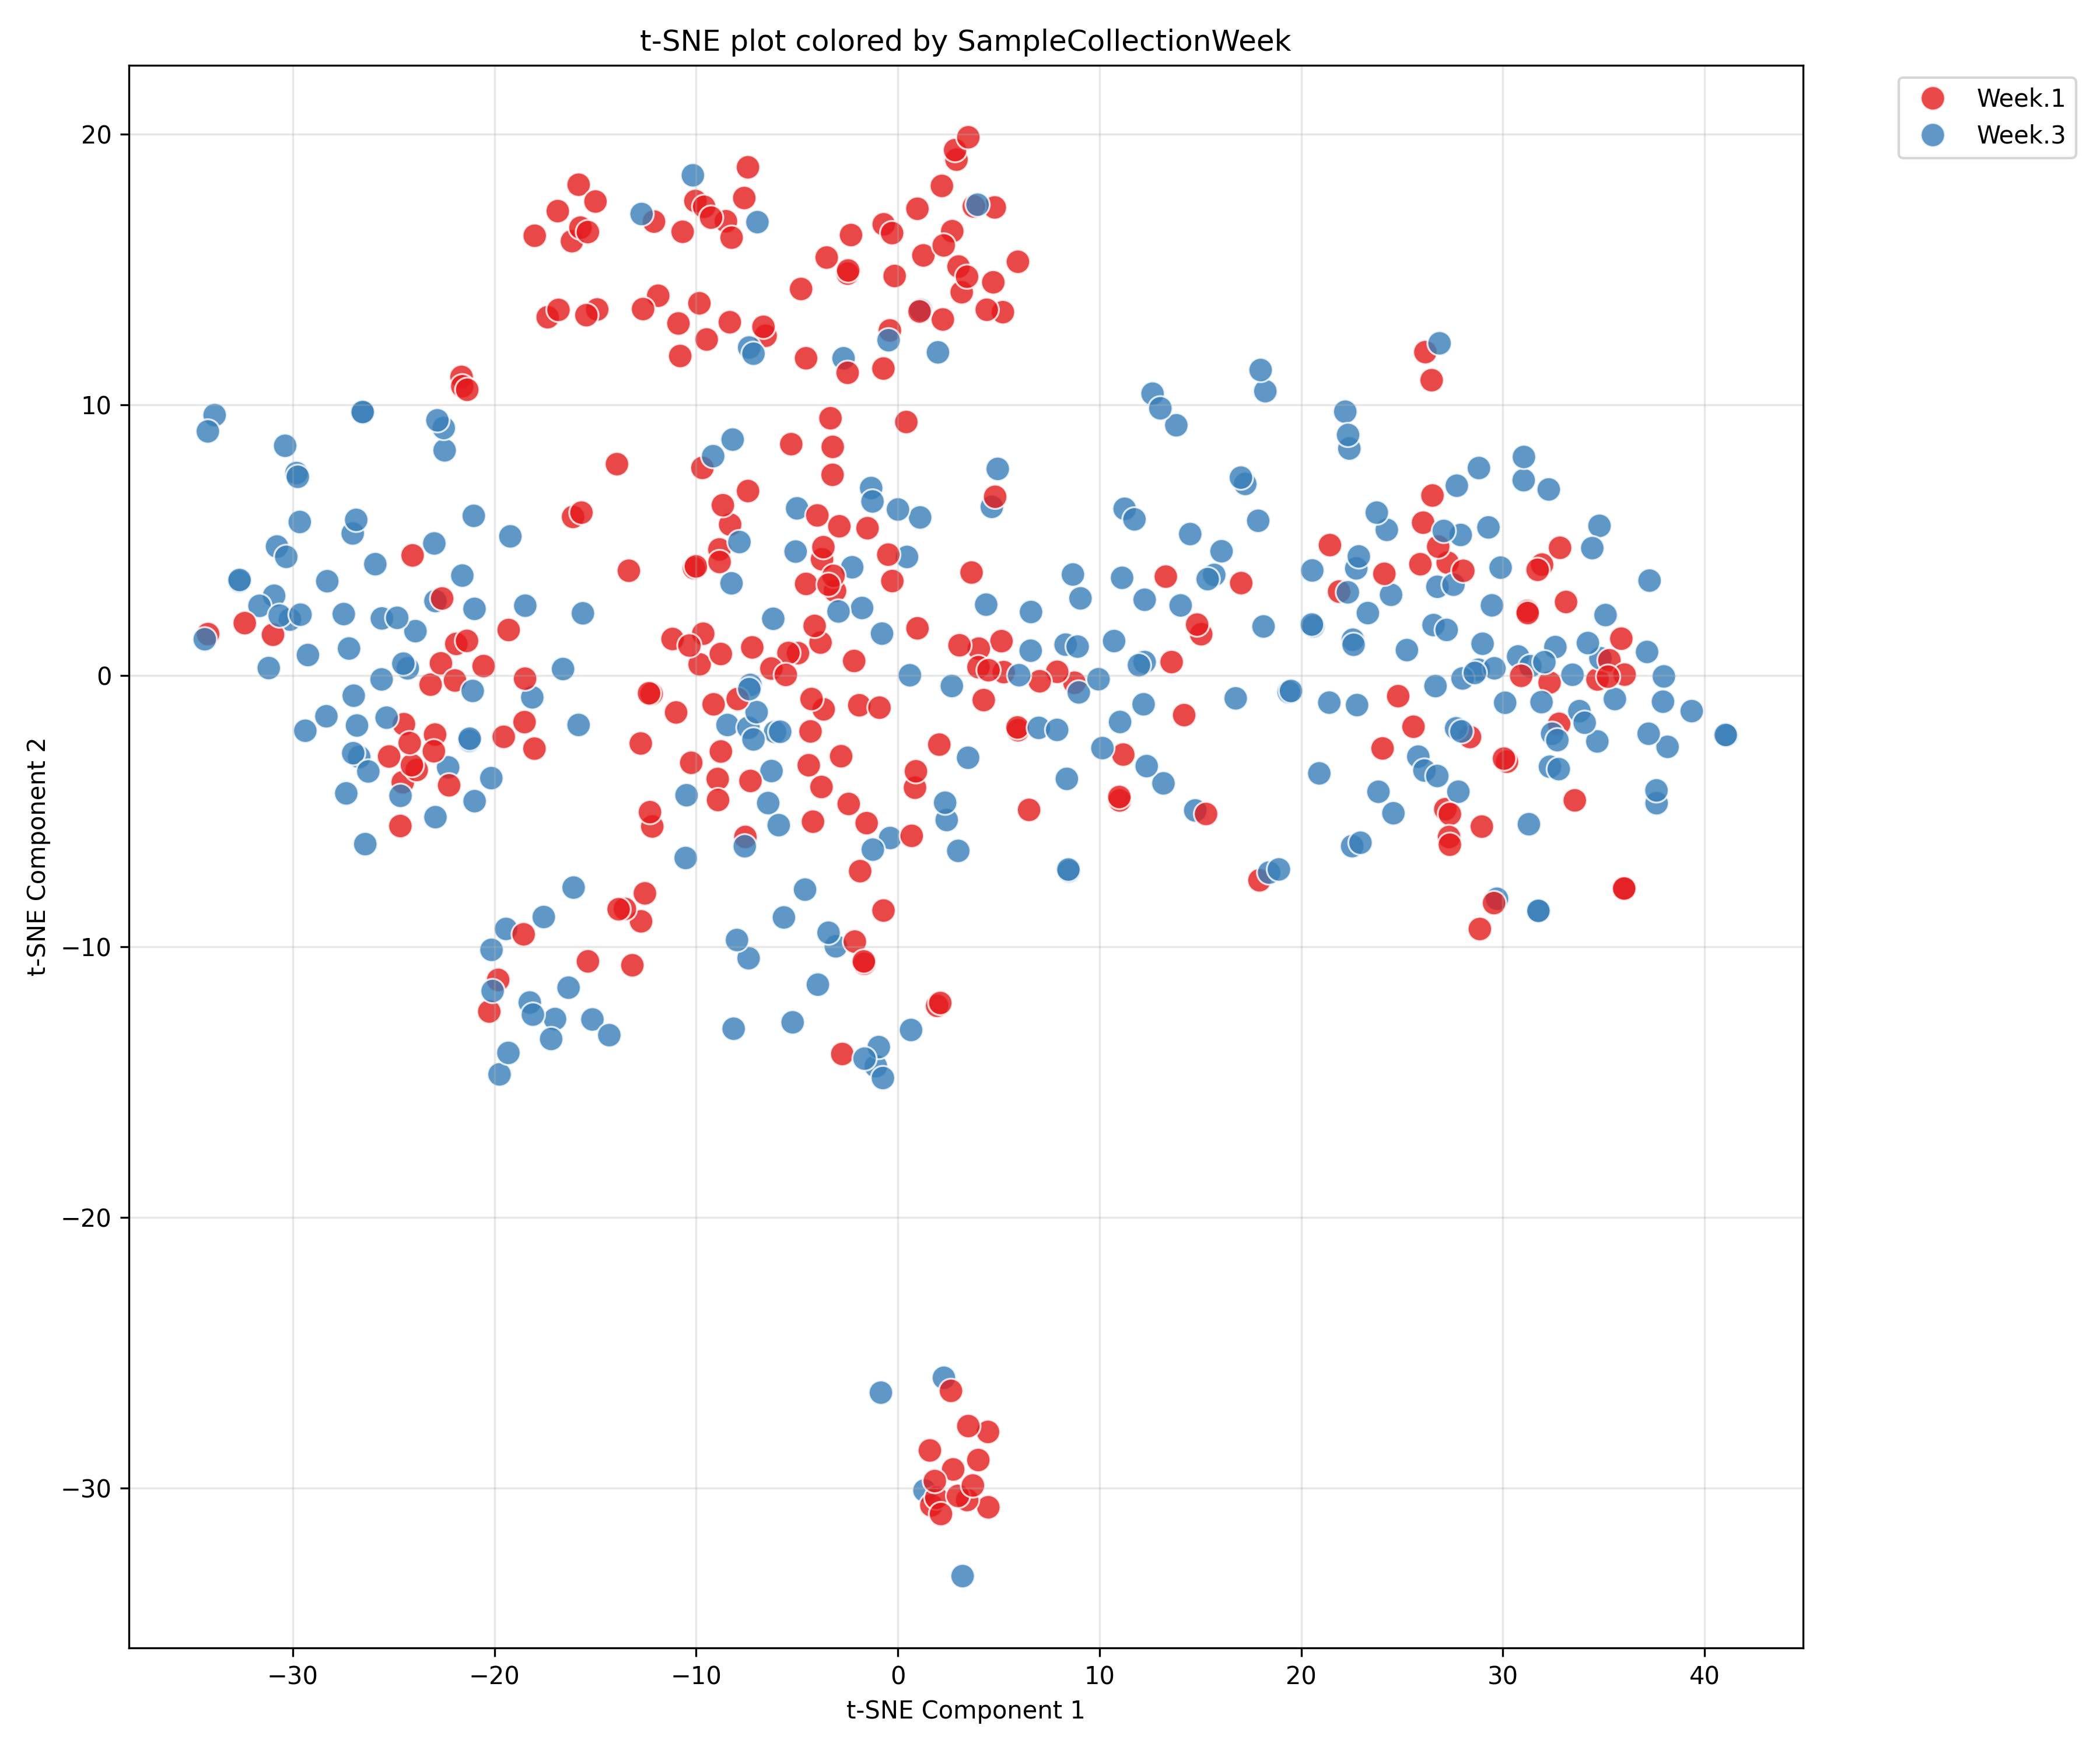 t-SNE plot colored by SampleCollectionWeek
Week.1
Week.3
t-SNE Component 2
20
10
0
−10
−20
−30
−30
−20
−10
0
10
20
30
40
t-SNE Component 1